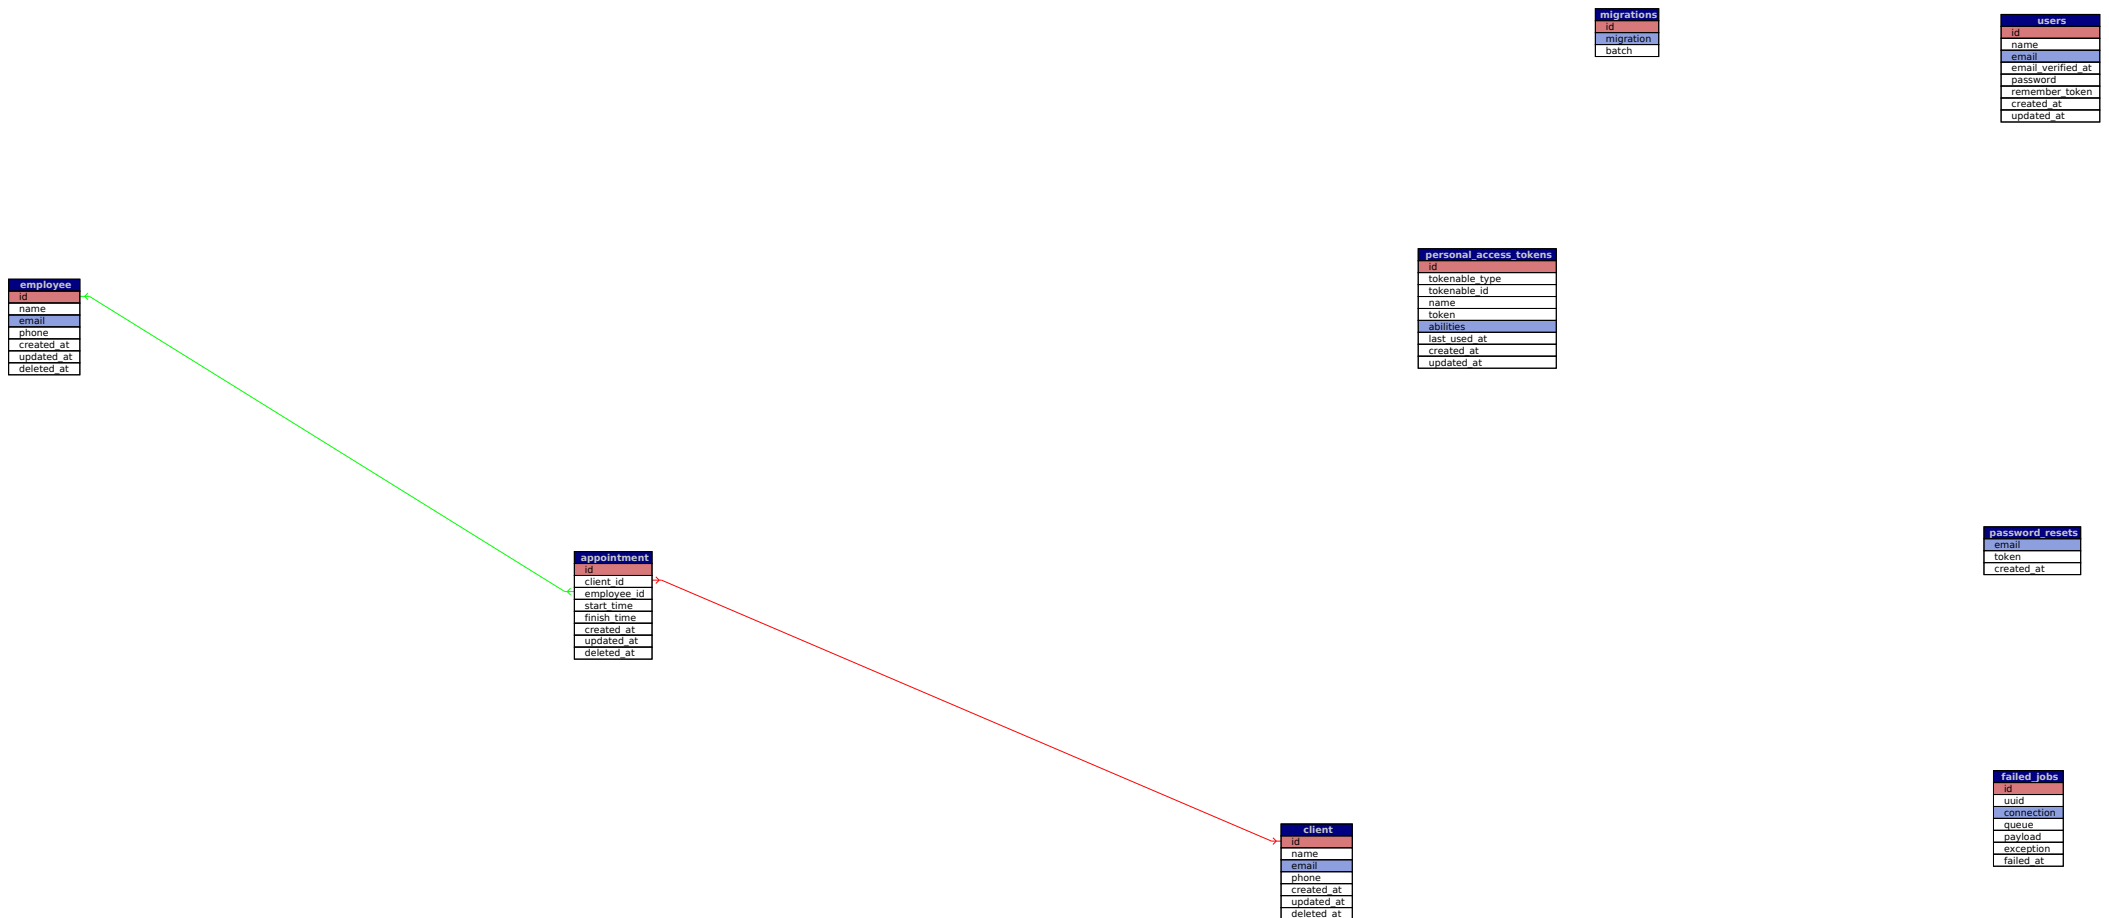 migrations
id
migration
batch
users
id
name
email
email_verified_at
password
remember_token
created_at
updated_at
personal_access_tokens
id
tokenable_type
tokenable_id
name
token
abilities
last_used_at
created_at
updated_at
employee
id
name
email
phone
created_at
updated_at
deleted_at
appointment
id
client_id
employee_id
start_time
finish_time
created_at
updated_at
deleted_at
password_resets
email
token
created_at
failed_jobs
id
uuid
connection
queue
payload
exception
failed_at
client
id
name
email
phone
created_at
updated_at
deleted_at